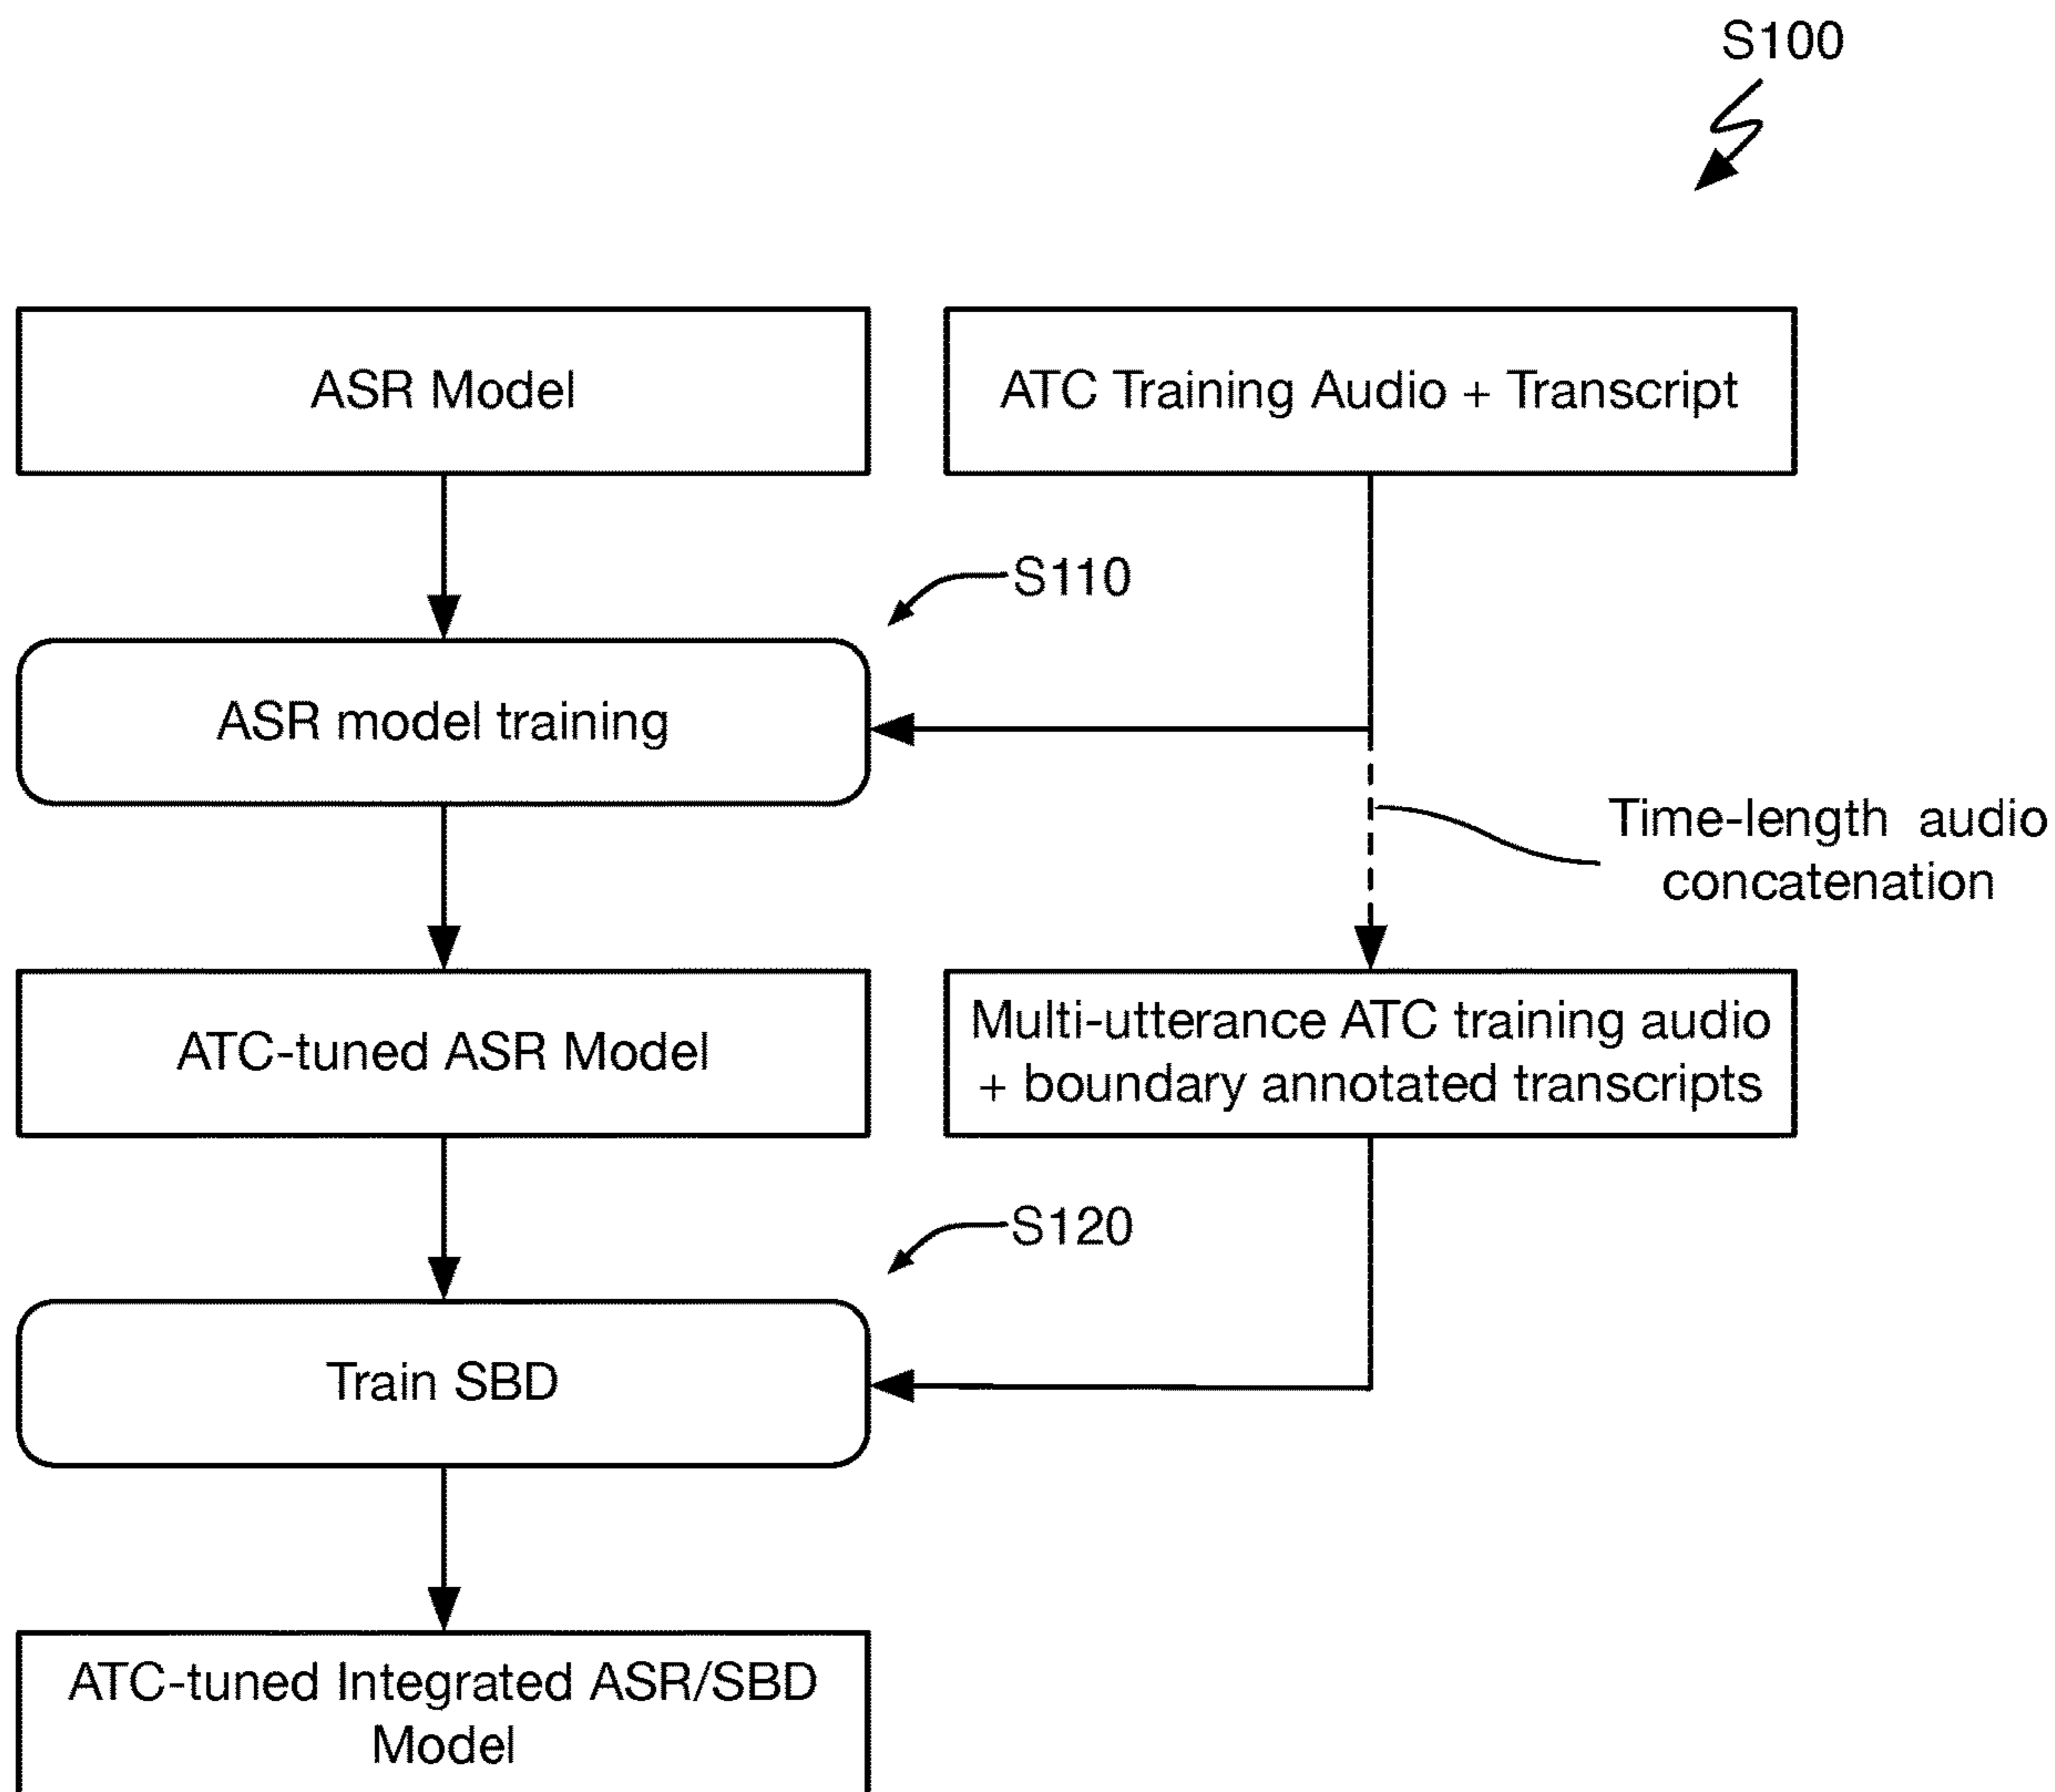 S100
ASR Model
ATC Training Audio + Transcript
S110
ASR model training
Time-length audio
concatenation
ATC-tuned ASR Model
Multi-utterance ATC training audio
+ boundary annotated transcripts
S120
Train SBD
ATC-tuned Integrated ASR/SBD
Model